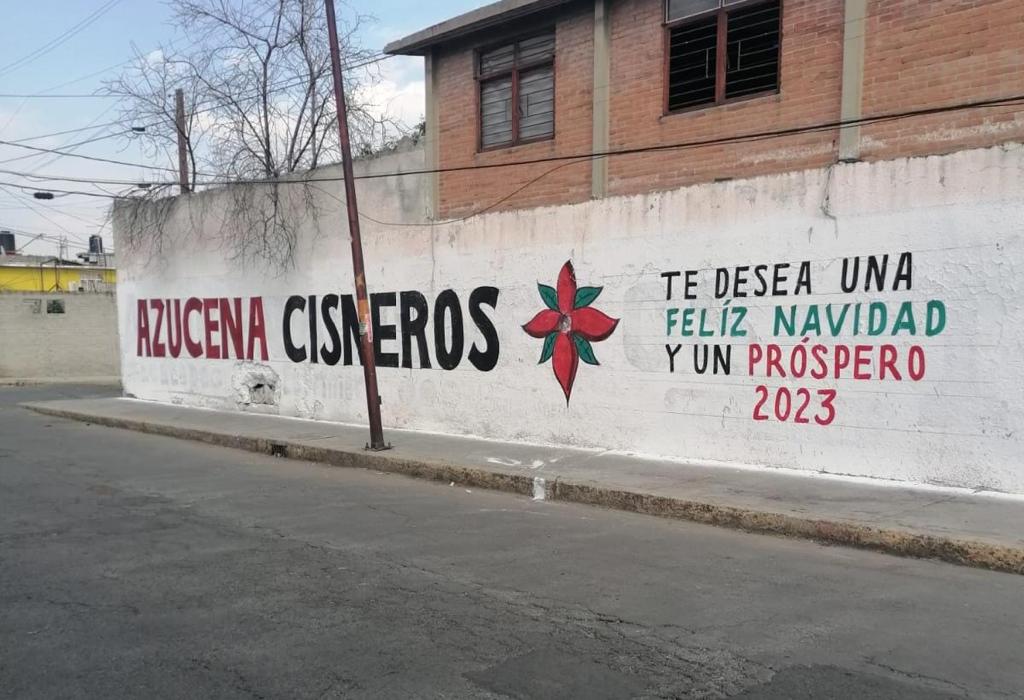 AZUCENA CISNEROS
TE DESEA UNA
FELÍZ NAVIDAD
Y UN PRÓSPERO
2023